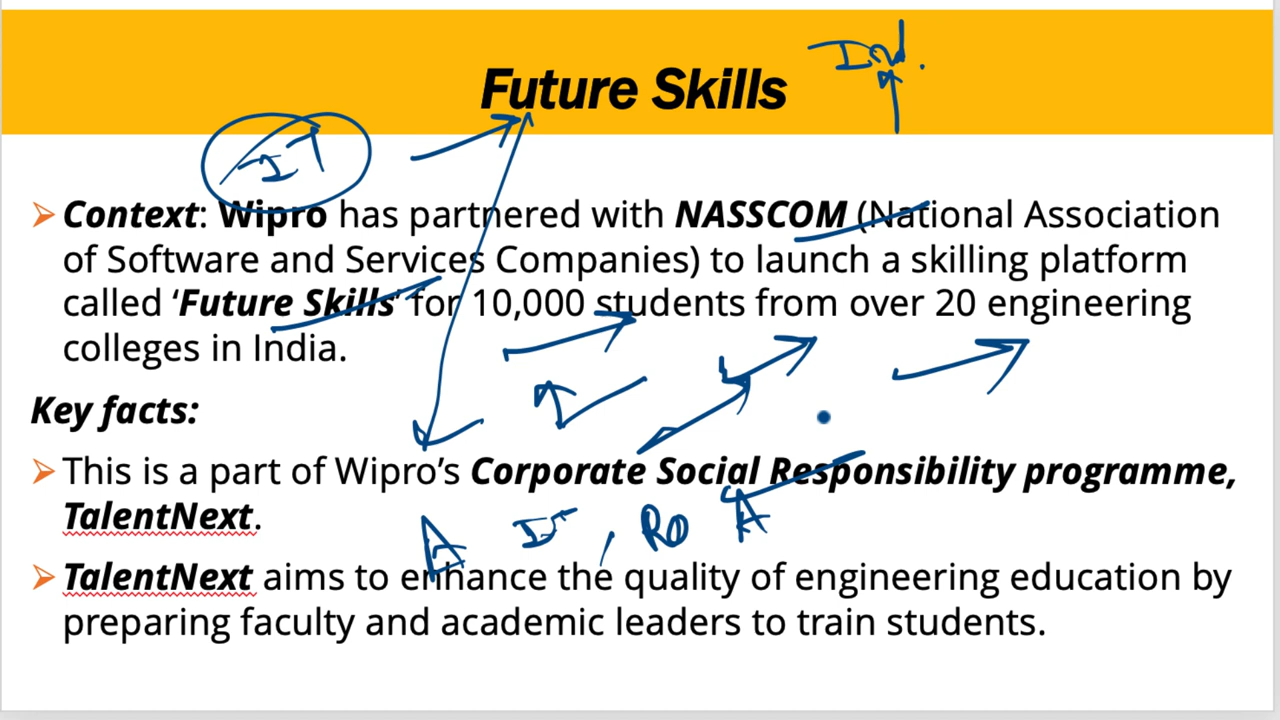 Ind.
Future Skills
IT
➢ Context: Wipro has partnered with NASSCOM (National Association
of Software and Services Companies) to launch a skilling platform
called ‘Future Skills’ for 10,000 students from over 20 engineering
colleges in India.
Key facts:
➢ This is a part of Wipro’s Corporate Social Responsibility programme,
TalentNext.
➢ TalentNext aims to enhance the quality of engineering education by
preparing faculty and academic leaders to train students.